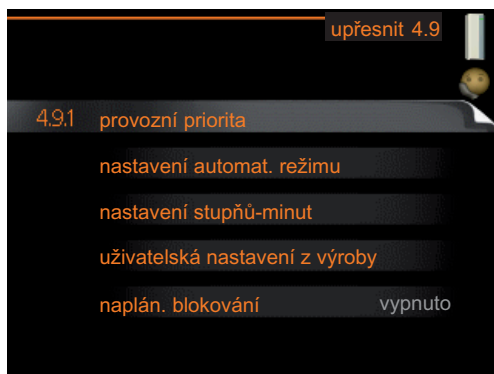 upřesnit 4.9
4.9.1 provozní priorita
nastavení automat. režimu
nastavení stupňů-minut
uživatelská nastavení z výroby
naplán. blokování vypnuto